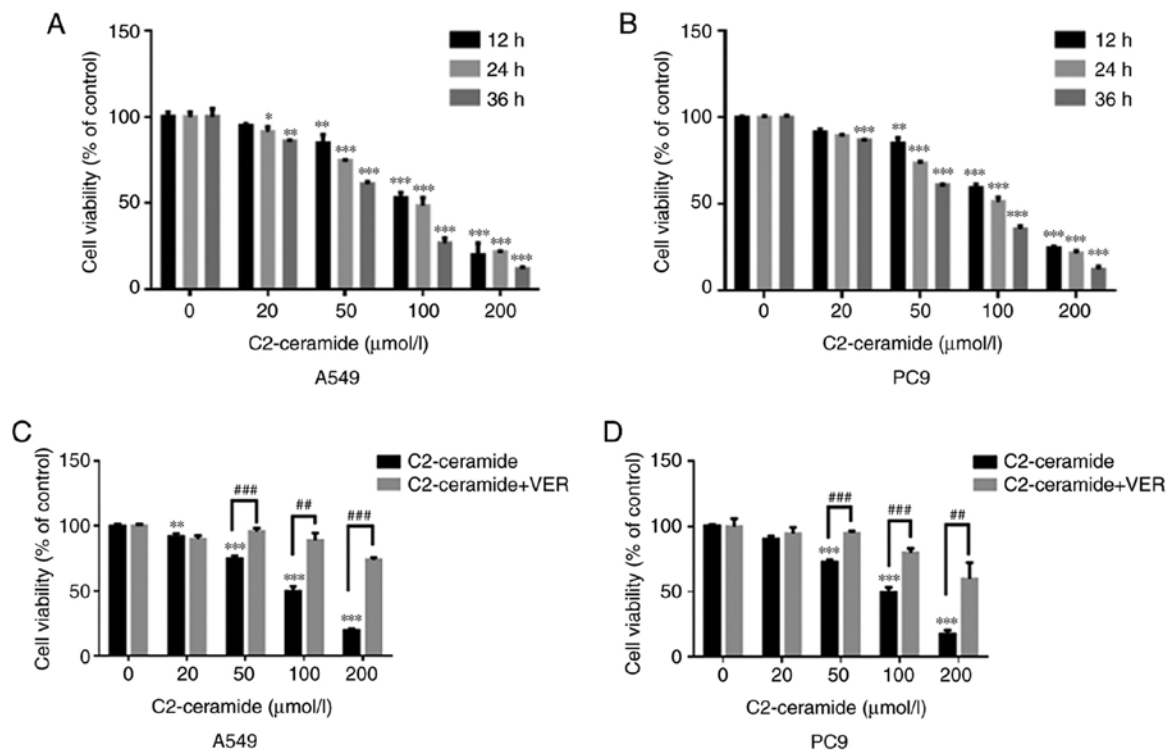 A
Cell viability (% of control)
150
100
50
0
12 h
24 h
36 h
*
**
**
***
***
***
***
***
***
***
***
0 20 50 100 200
C2-ceramide (μmol/l)
A549
B
Cell viability (% of control)
150
100
50
0
12 h
24 h
36 h
***
**
***
***
***
***
***
***
***
***
0 20 50 100 200
C2-ceramide (μmol/l)
PC9
C
Cell viability (% of control)
150
100
50
0
C2-ceramide
C2-ceramide+VER
###
##
###
**
***
***
***
0 20 50 100 200
C2-ceramide (μmol/l)
A549
D
Cell viability (% of control)
150
100
50
0
C2-ceramide
C2-ceramide+VER
###
###
##
***
***
***
0 20 50 100 200
C2-ceramide (μmol/l)
PC9